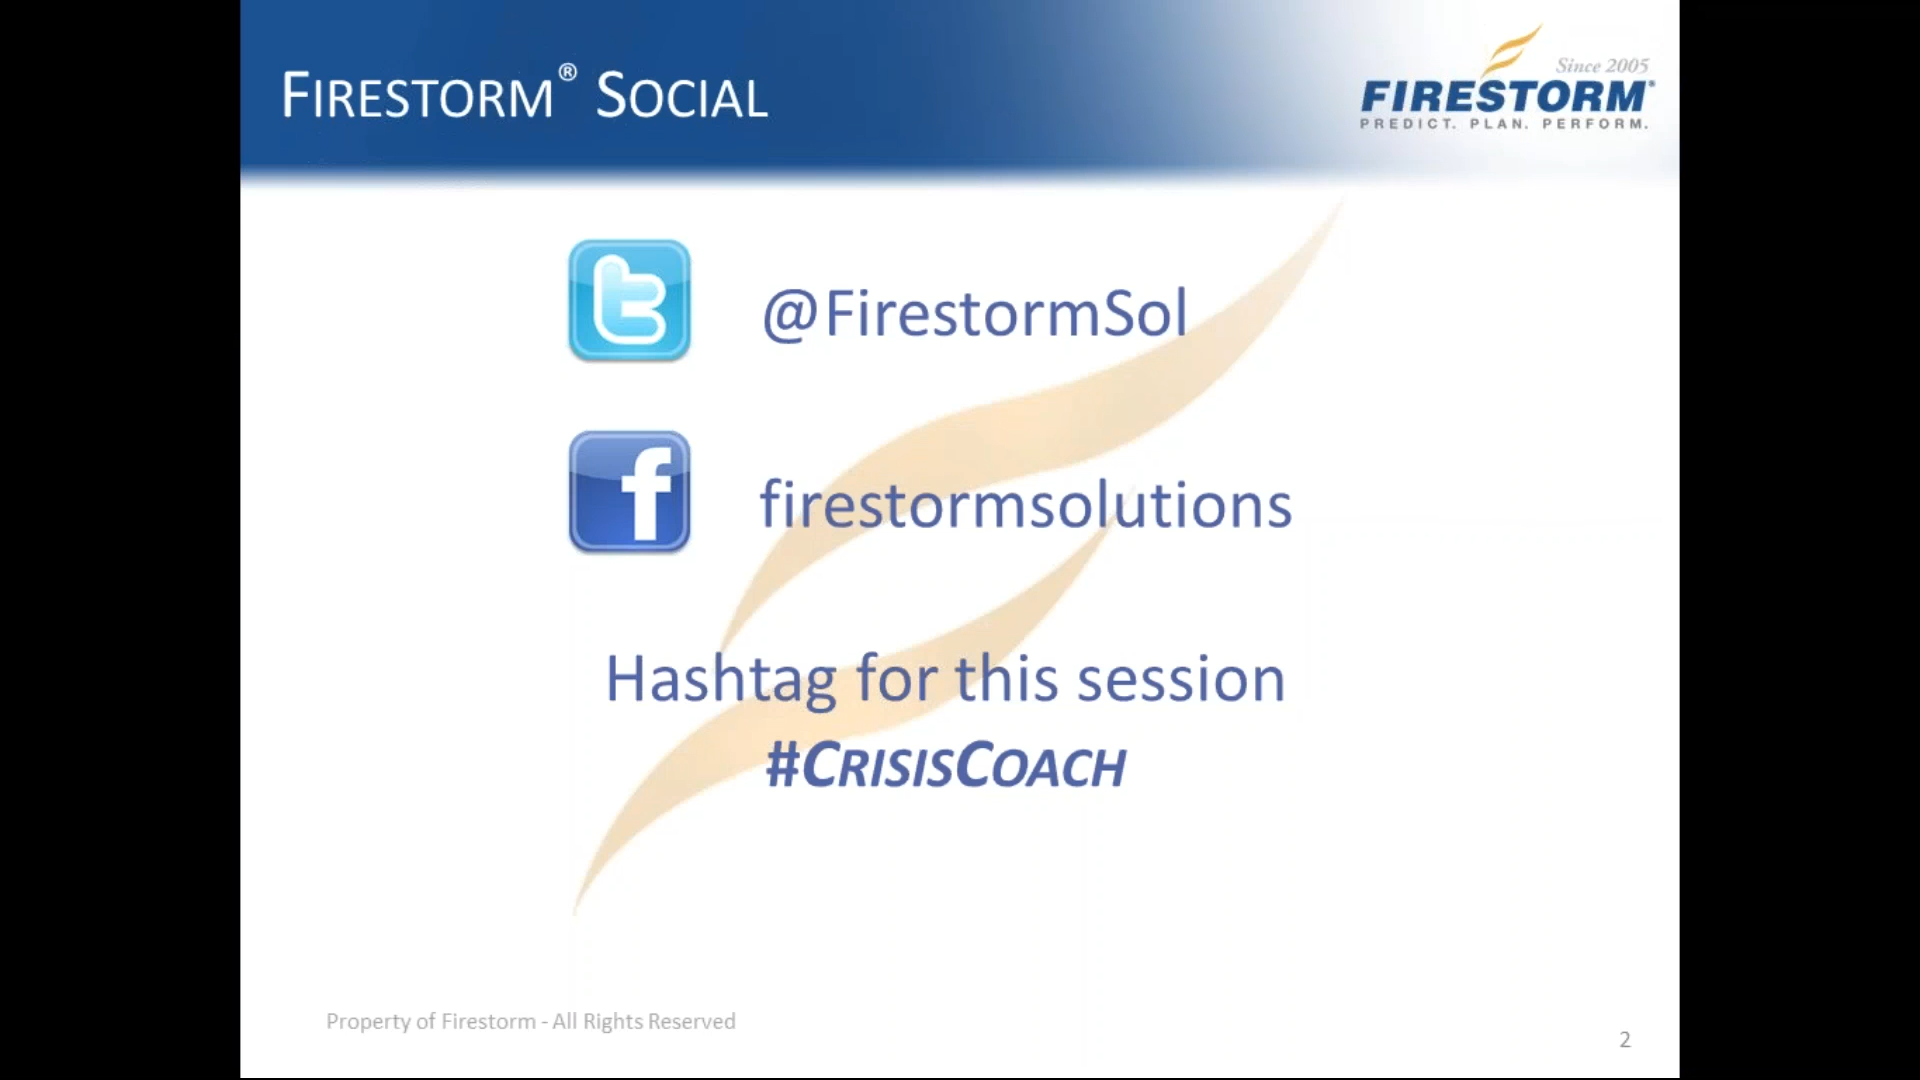 Firestorm® Social
Since 2005
FIRESTORM®
PREDICT. PLAN. PERFORM.
@FirestormSol
firestormsolutions
Hashtag for this session
#CrisisCoach
Property of Firestorm - All Rights Reserved
2